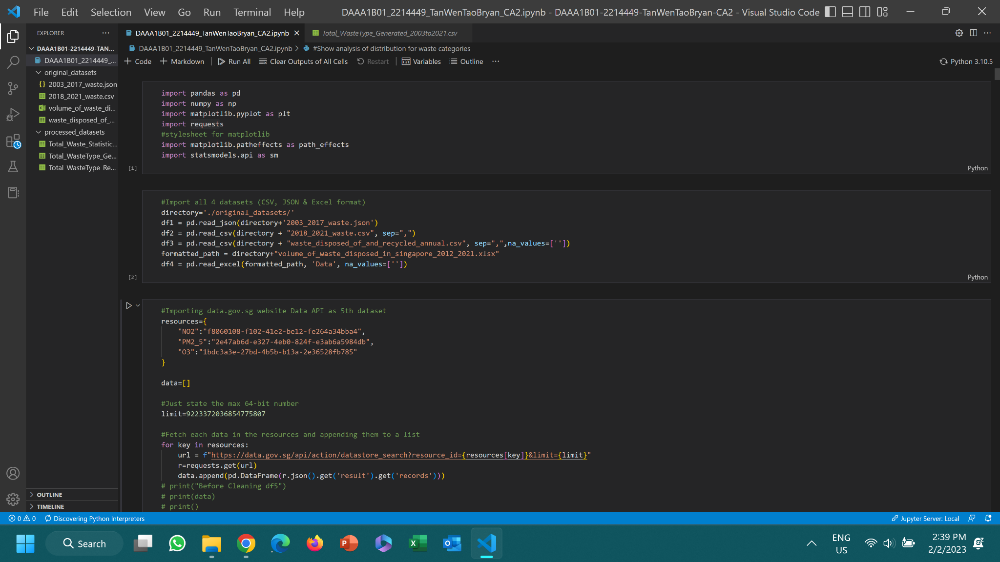 File Edit Selection View Go Run Terminal Help
DAAA1B01_2214449_TanWenTaoBryan_CA2.ipynb - DAAA1B01-2214449-TanWenTaoBryan-CA2 - Visual Studio Code
EXPLORER
DAAA1B01-2214449-TAN...
DAAA1B01_2214449_...
original_datasets
2003_2017_waste.json
2018_2021_waste.csv
volume_of_waste_di...
waste_disposed_of_...
processed_datasets
Total_Waste_Statistic...
Total_WasteType_Ge...
Total_WasteType_Re...
OUTLINE
TIMELINE
DAAA1B01_2214449_TanWenTaoBryan_CA2.ipynb
Total_WasteType_Generated_2003to2021.csv
DAAA1B01_2214449_TanWenTaoBryan_CA2.ipynb > #Show analysis of distribution for waste categories
+ Code + Markdown | Run All Clear Outputs of All Cells Restart | Variables Outline ...
Python 3.10.5
import pandas as pd
import numpy as np
import matplotlib.pyplot as plt
import requests
#stylesheet for matplotlib
import matplotlib.patheffects as path_effects
import statsmodels.api as sm
[1]
Python
#Import all 4 datasets (CSV, JSON & Excel format)
directory='./original_datasets/'
df1 = pd.read_json(directory+'2003_2017_waste.json')
df2 = pd.read_csv(directory + "2018_2021_waste.csv", sep=",")
df3 = pd.read_csv(directory + "waste_disposed_of_and_recycled_annual.csv", sep=",",na_values=[''])
formatted_path = directory+"volume_of_waste_disposed_in_singapore_2012_2021.xlsx"
df4 = pd.read_excel(formatted_path, 'Data', na_values=[''])
[2]
Python
#Importing data.gov.sg website Data API as 5th dataset
resources={
"NO2":"f8060108-f102-41e2-be12-fe264a34bba4",
"PM2_5":"2e47ab6d-e327-4eb0-824f-e3ab6a5984db",
"O3":"1bdc3a3e-27bd-4b5b-b13a-2e36528fb785"
}
data=[]
#Just state the max 64-bit number
limit=9223372036854775807
#Fetch each data in the resources and appending them to a list
for key in resources:
url = f"https://data.gov.sg/api/action/datastore_search?resource_id={resources[key]}&limit={limit}"
r=requests.get(url)
data.append(pd.DataFrame(r.json().get('result').get('records')))
# print("Before Cleaning df5")
# print(data)
# print()
0 0 Discovering Python Interpreters
Jupyter Server: Local
Search
ENG
US
2:39 PM
2/2/2023